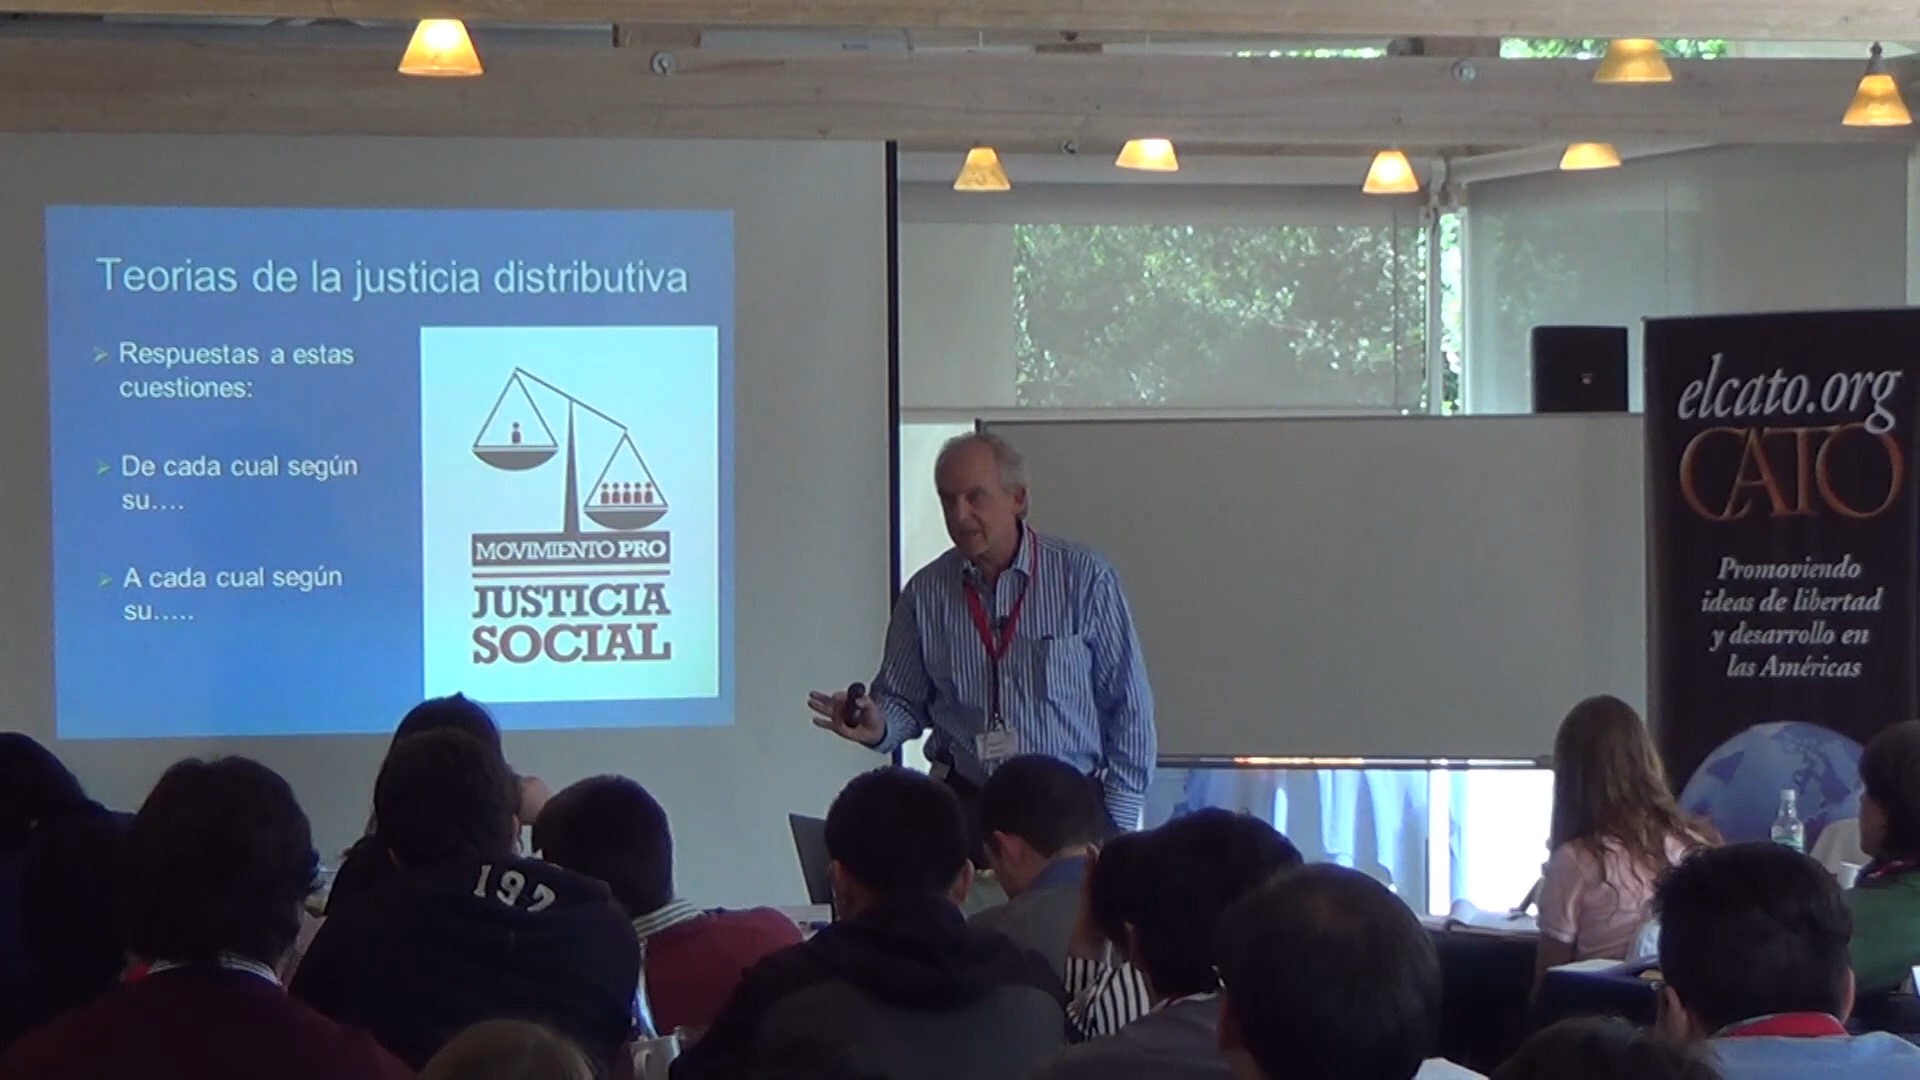 Teorias de la justicia distributiva
Respuestas a estas
cuestiones:
De cada cual según
su....
A cada cual según
su.....
MOVIMIENTO PRO
JUSTICIA
SOCIAL
elcato.org
CATO
Promoviendo
ideas de libertad
y desarrollo en
las Américas
197